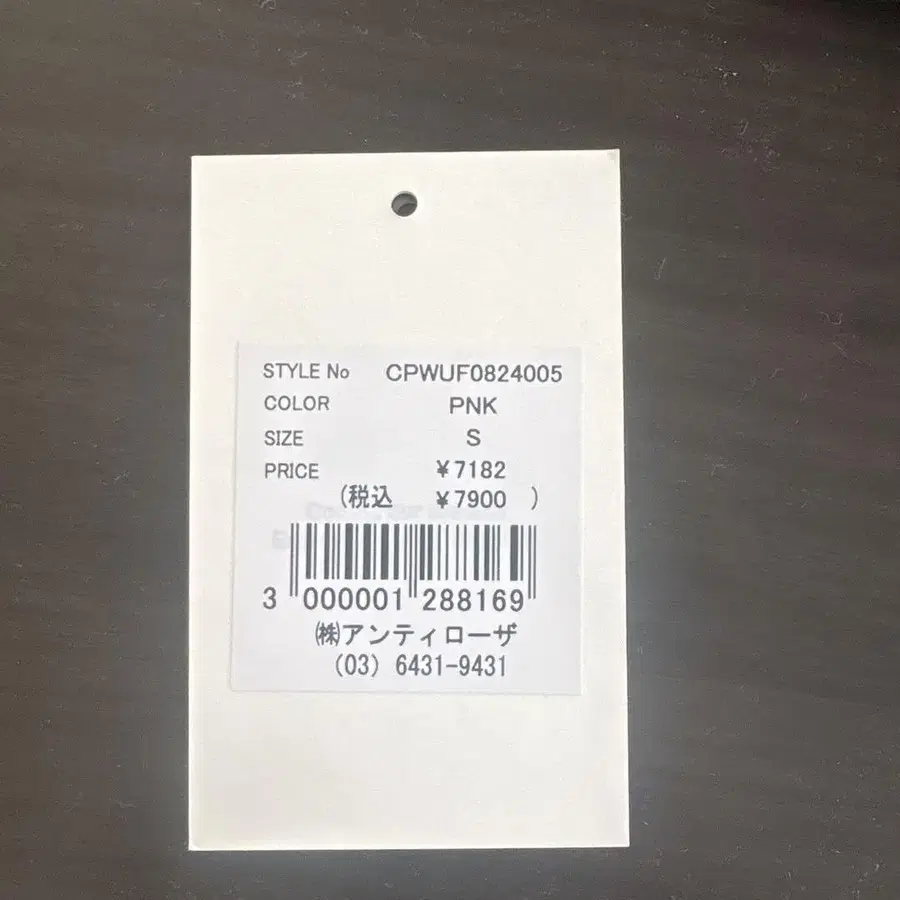 STYLE No CPWUF0824005
COLOR PNK
SIZE S
PRICE ¥7182
(税込 ¥7900 )
3 000001 288169
㈱アンティローザ
(03) 6431-9431